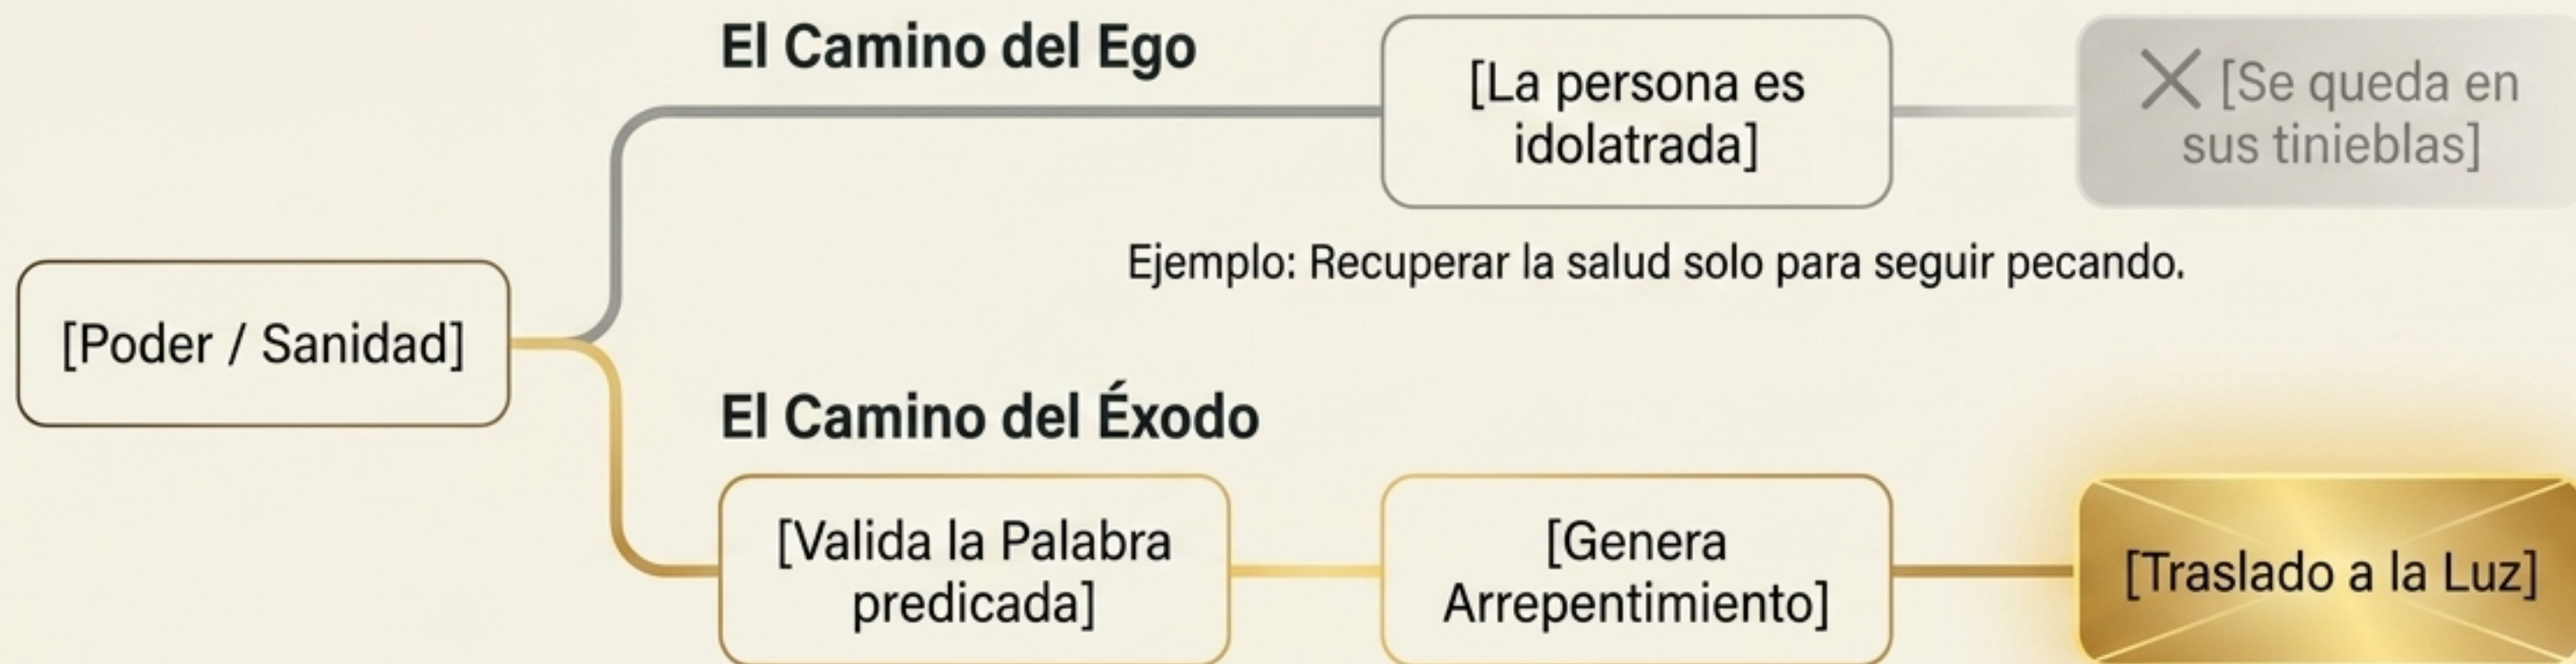 El Camino del Ego
[La persona es
idolatrada]
[Se queda en
sus tinieblas]
Ejemplo: Recuperar la salud solo para seguir pecando.
[Poder / Sanidad]
El Camino del Éxodo
[Valida la Palabra
predicada]
[Genera
Arrepentimiento]
[Traslado a la Luz]